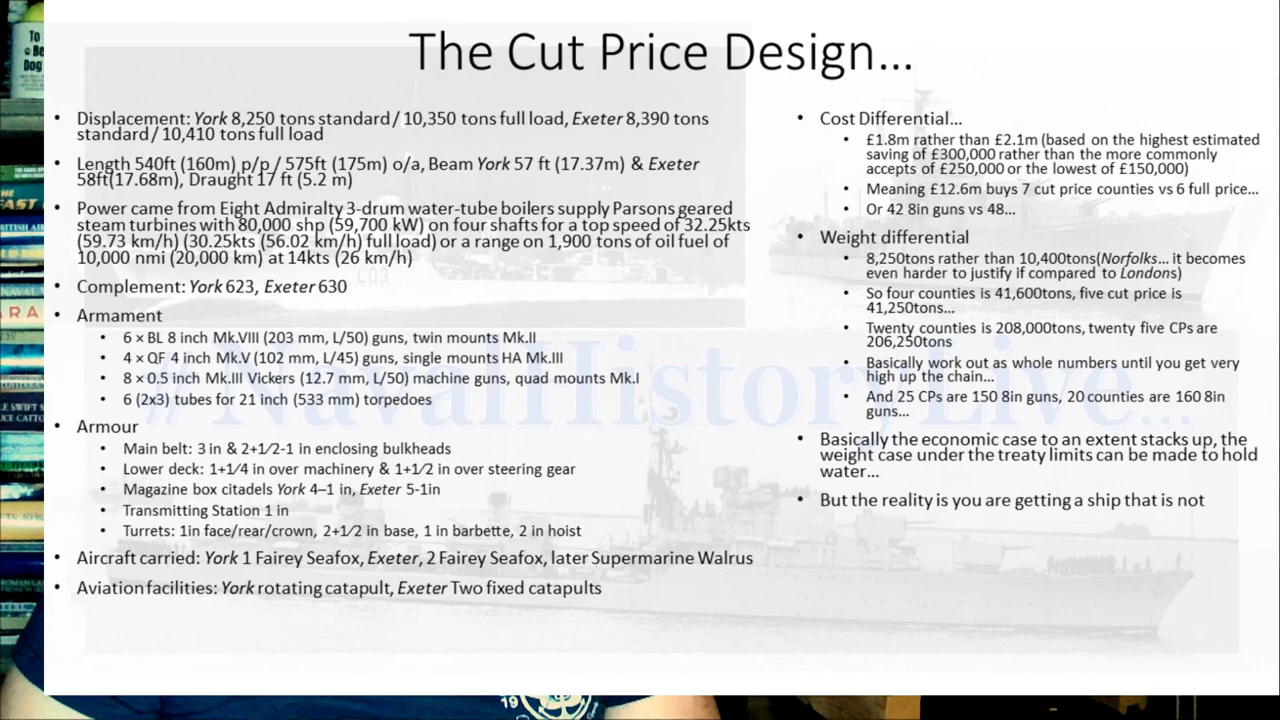 The Cut Price Design...
• Displacement: York 8,250 tons standard / 10,350 tons full load, Exeter 8,390 tons
standard / 10,410 tons full load
• Length 540ft (160m) p/p / 575ft (175m) o/a, Beam York 57 ft (17.37m) & Exeter
58ft(17.68m), Draught 17 ft (5.2 m)
• Power came from Eight Admiralty 3-drum water-tube boilers supply Parsons geared
steam turbines with 80,000 shp (59,700 kW) on four shafts for a top speed of 32.25kts
(59.73 km/h) (30.25kts (56.02 km/h) full load) or a range on 1,900 tons of oil fuel of
10,000 nmi (20,000 km) at 14kts (26 km/h)
• Complement: York 623, Exeter 630
• Armament
• 6 × BL 8 inch Mk.VIII (203 mm, L/50) guns, twin mounts Mk.II
• 4 × QF 4 inch Mk.V (102 mm, L/45) guns, single mounts HA Mk.III
• 8 × 0.5 inch Mk.III Vickers (12.7 mm, L/50) machine guns, quad mounts Mk.I
• 6 (2x3) tubes for 21 inch (533 mm) torpedoes
• Armour
• Main belt: 3 in & 2+1⁄2-1 in enclosing bulkheads
• Lower deck: 1+1⁄4 in over machinery & 1+1⁄2 in over steering gear
• Magazine box citadels York 4–1 in, Exeter 5-1in
• Transmitting Station 1 in
• Turrets: 1in face/rear/crown, 2+1⁄2 in base, 1 in barbette, 2 in hoist
• Aircraft carried: York 1 Fairey Seafox, Exeter, 2 Fairey Seafox, later Supermarine Walrus
• Aviation facilities: York rotating catapult, Exeter Two fixed catapults
• Cost Differential...
• £1.8m rather than £2.1m (based on the highest estimated
saving of £300,000 rather than the more commonly
accepts of £250,000 or the lowest of £150,000)
• Meaning £12.6m buys 7 cut price counties vs 6 full price...
• Or 42 8in guns vs 48...
• Weight differential
• 8,250tons rather than 10,400tons(Norfolks... it becomes
even harder to justify if compared to Londons)
• So four counties is 41,600tons, five cut price is
41,250tons...
• Twenty counties is 208,000tons, twenty five CPs are
206,250tons
• Basically work out as whole numbers until you get very
high up the chain...
• And 25 CPs are 150 8in guns, 20 counties are 160 8in
guns...
• Basically the economic case to an extent stacks up, the
weight case under the treaty limits can be made to hold
water...
• But the reality is you are getting a ship that is not
#NavalHistoryLive...
L03
To
Be
Dog
19